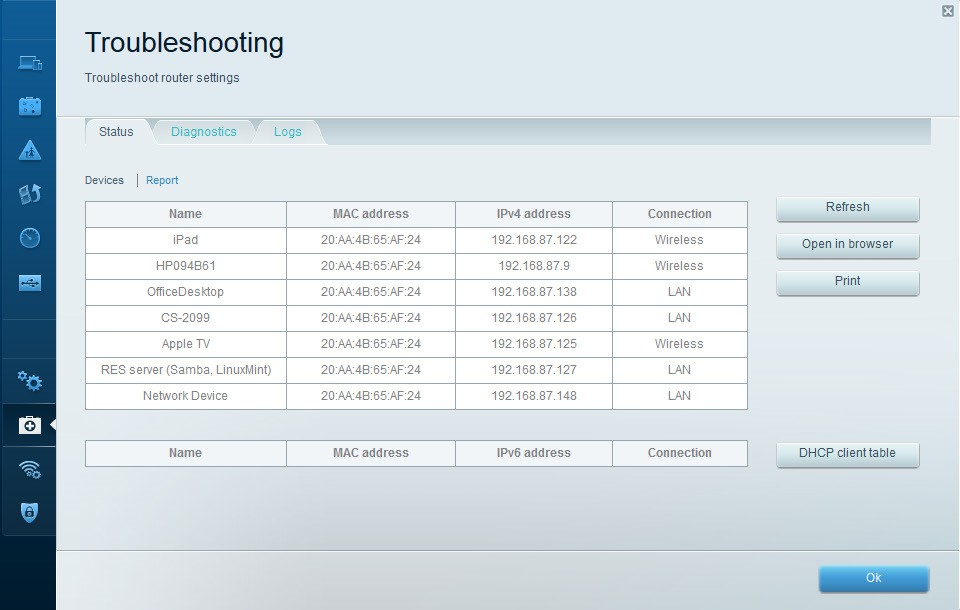 Troubleshooting
Troubleshoot router settings
Status Diagnostics Logs
Devices | Report
Name MAC address IPv4 address Connection
iPad 20:AA:4B:65:AF:24 192.168.87.122 Wireless
HP094B61 20:AA:4B:65:AF:24 192.168.87.9 Wireless
OfficeDesktop 20:AA:4B:65:AF:24 192.168.87.138 LAN
CS-2099 20:AA:4B:65:AF:24 192.168.87.126 LAN
Apple TV 20:AA:4B:65:AF:24 192.168.87.125 Wireless
RES server (Samba, LinuxMint) 20:AA:4B:65:AF:24 192.168.87.127 LAN
Network Device 20:AA:4B:65:AF:24 192.168.87.148 LAN
Refresh
Open in browser
Print
Name MAC address IPv6 address Connection
DHCP client table
Ok